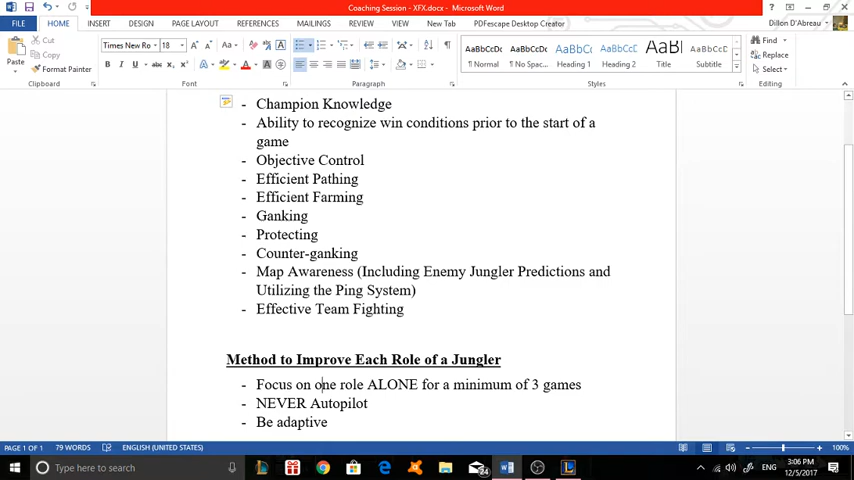 Coaching Session - XFX.docx - Microsoft Word
FILE HOME INSERT DESIGN PAGE LAYOUT REFERENCES MAILINGS REVIEW VIEW New Tab PDFescape Desktop Creator Dillon D'Abreau
Cut
Copy
Format Painter
Paste
Clipboard
Times New Ro 18
Font
Paragraph
AaBbCcDc AaBbCcDc AaBbC AaBbCc AaBl AaBbCcD
¶ Normal ¶ No Spac... Heading 1 Heading 2 Title Subtitle
Styles
Find
Replace
Select
Editing
- Champion Knowledge
- Ability to recognize win conditions prior to the start of a
game
- Objective Control
- Efficient Pathing
- Efficient Farming
- Ganking
- Protecting
- Counter-ganking
- Map Awareness (Including Enemy Jungler Predictions and
Utilizing the Ping System)
- Effective Team Fighting
Method to Improve Each Role of a Jungler
- Focus on one role ALONE for a minimum of 3 games
- NEVER Autopilot
- Be adaptive
PAGE 1 OF 1 79 WORDS ENGLISH (UNITED STATES) 100%
Type here to search
24
ENG
3:06 PM
12/5/2017